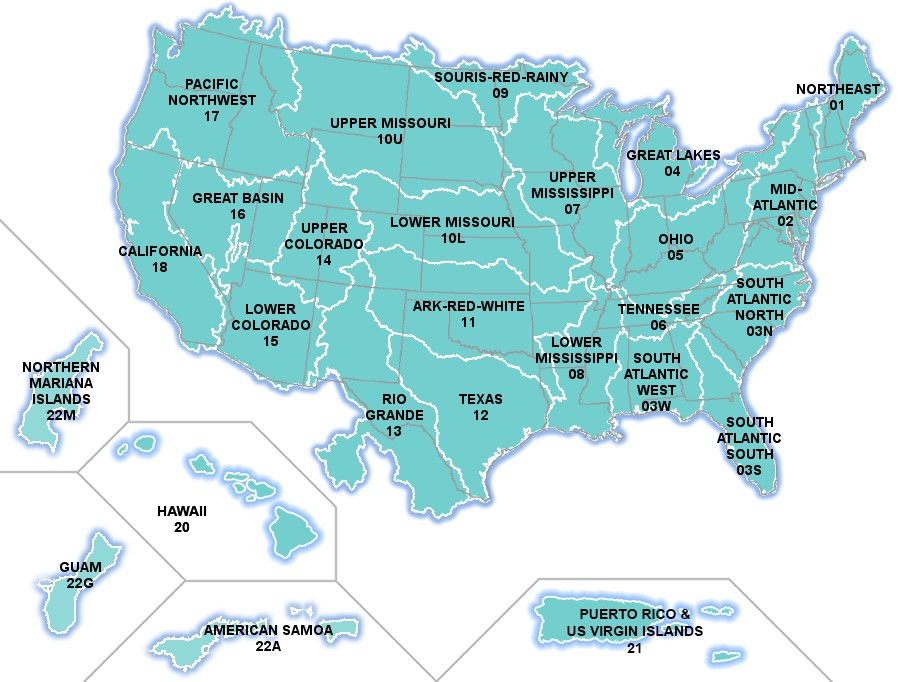 PACIFIC
NORTHWEST
17
SOURIS-RED-RAINY
09
NORTHEAST
01
UPPER MISSOURI
10U
GREAT LAKES
04
UPPER
MISSISSIPPI
07
MID-
ATLANTIC
02
GREAT BASIN
16
LOWER MISSOURI
10L
UPPER
COLORADO
14
OHIO
05
CALIFORNIA
18
SOUTH
ATLANTIC
NORTH
03N
LOWER
COLORADO
15
ARK-RED-WHITE
11
TENNESSEE
06
LOWER
MISSISSIPPI
08
SOUTH
ATLANTIC
WEST
03W
NORTHERN
MARIANA
ISLANDS
22M
RIO
GRANDE
13
TEXAS
12
SOUTH
ATLANTIC
SOUTH
03S
HAWAII
20
GUAM
22G
AMERICAN SAMOA
22A
PUERTO RICO &
US VIRGIN ISLANDS
21